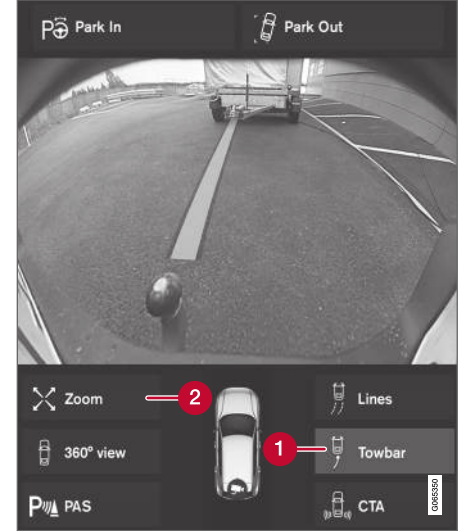 Park In
Park Out
2
Zoom
Lines
1
360° view
Towbar
PAS
CTA
G065350